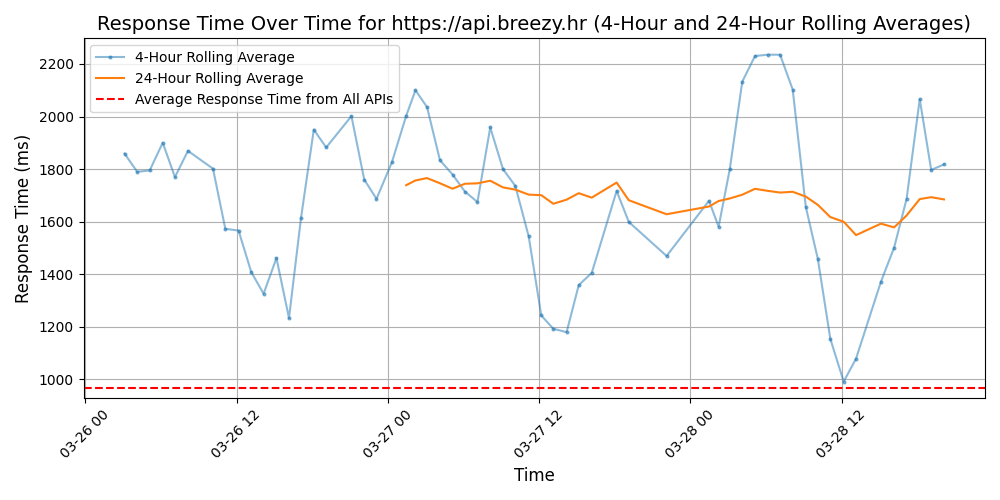 Response Time Over Time for https://api.breezy.hr (4-Hour and 24-Hour Rolling Averages)
4-Hour Rolling Average
24-Hour Rolling Average
Average Response Time from All APIs
Response Time (ms)
2200
2000
1800
1600
1400
1200
1000
03-26 00
03-26 12
03-27 00
03-27 12
03-28 00
03-28 12
Time